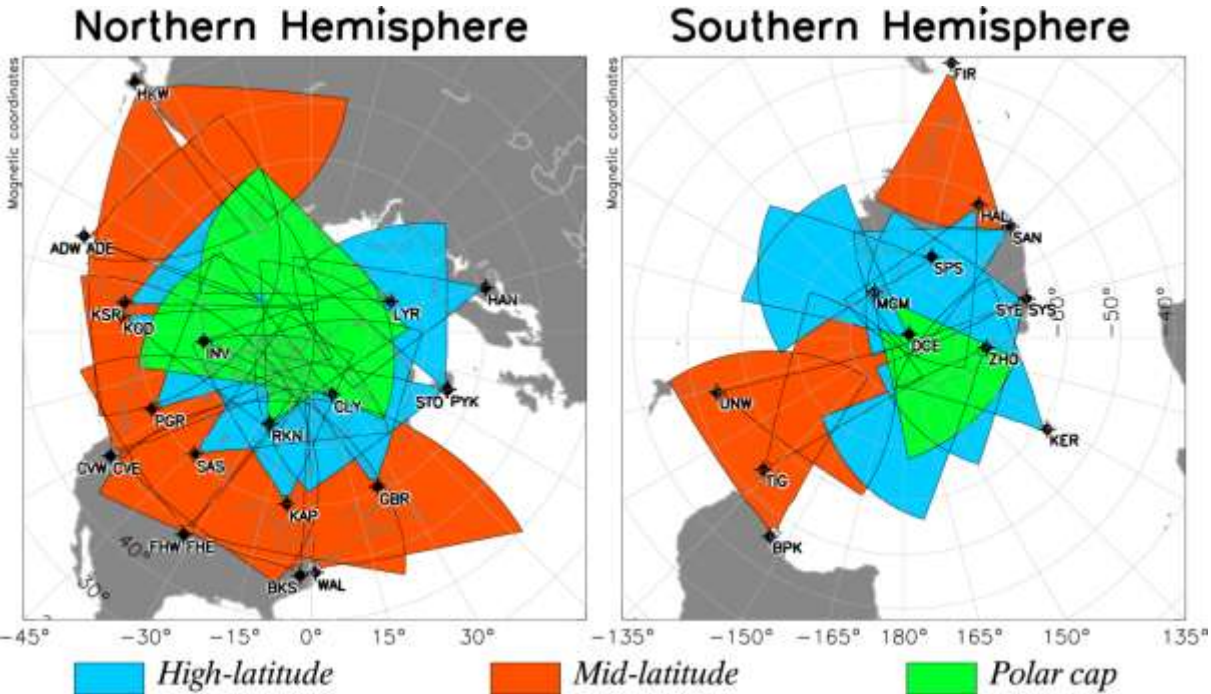 Northern Hemisphere
Southern Hemisphere
Magnetic coordinates
Magnetic coordinates
HKW
FIR
ADW ADE
HAL
SAN
SPS
KSR
KOD
LYR
HAN
MCM
SYE SYS
-60°
-50°
-40°
INV
DCE
ZHO
STO PYK
CLY
PGR
RKN
UNW
KER
CVW CVE
SAS
TIG
GBR
KAP
FHW FHE
40°
BPK
30°
BKS
WAL
-45°
-30°
-15°
0°
15°
30°
-135°
-150°
-165°
180°
165°
150°
135°
High-latitude
Mid-latitude
Polar cap